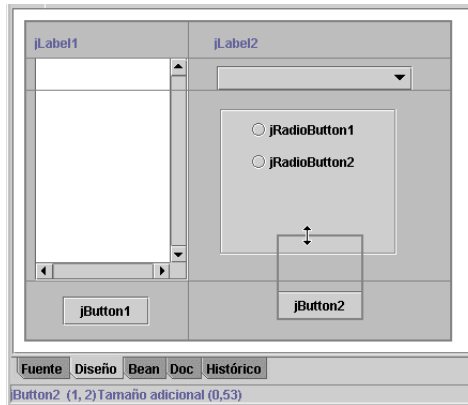 jLabel1
jLabel2
jRadioButton1
jRadioButton2
jButton1
jButton2
Fuente Diseño Bean Doc Histórico
jButton2 (1, 2)Tamaño adicional (0,53)